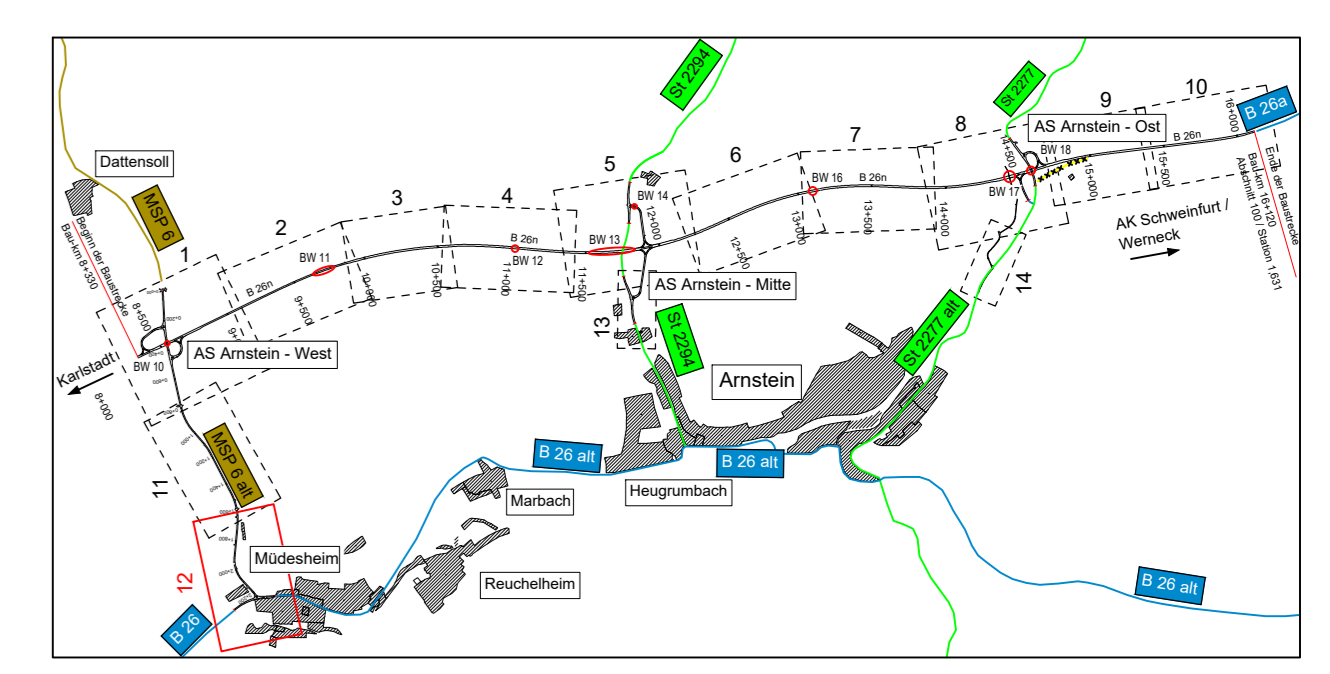 St 2294
St 2277
10
9
B 26a
16+000
8
AS Arnstein - Ost
7
B 26n
14+500
BW 18
6
Dattensoll
5
15+500
15+000
Ende der Baustrecke
Bau-km 16+120
Abschnitt 100 / Station 1,631
BW 16
B 26n
BW 17
MSP 6
4
BW 14
3
12+000
13+000
13+500
14+000
AK Schweinfurt /
Werneck
2
Beginn der Baustrecke
Bau-km 8+330
B 26n
BW 13
BW 11
BW 12
12+500
1
10+500
11+000
11+500
AS Arnstein - Mitte
14
B 26n
9+500
8+500
13
St 2294
St 2277 alt
AS Arnstein - West
BW 10
Karlstadt
8+000
Arnstein
MSP 6 alt
B 26 alt
B 26 alt
11
Heugrumbach
Marbach
Müdesheim
12
Reuchelheim
B 26 alt
B 26